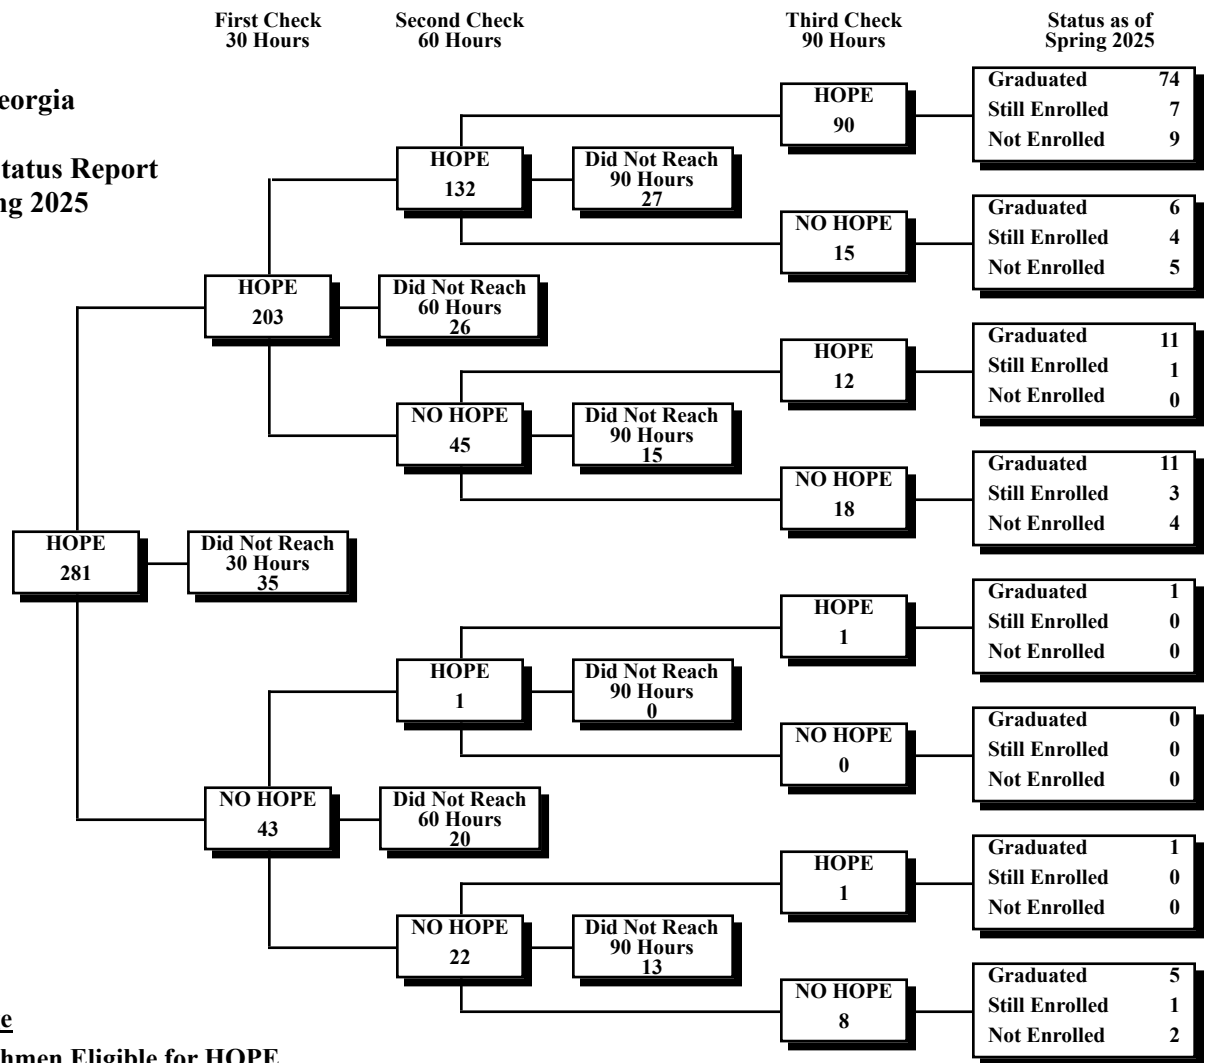 First Check
30 Hours
Second Check
60 Hours
Third Check
90 Hours
Status as of
Spring 2025
eorgia
tatus Report
ng 2025
HOPE
281
Did Not Reach
30 Hours
35
HOPE
203
Did Not Reach
60 Hours
26
NO HOPE
43
Did Not Reach
60 Hours
20
HOPE
132
Did Not Reach
90 Hours
27
NO HOPE
45
Did Not Reach
90 Hours
15
HOPE
1
Did Not Reach
90 Hours
0
NO HOPE
22
Did Not Reach
90 Hours
13
HOPE
90
Graduated 74
Still Enrolled 7
Not Enrolled 9
NO HOPE
15
Graduated 6
Still Enrolled 4
Not Enrolled 5
HOPE
12
Graduated 11
Still Enrolled 1
Not Enrolled 0
NO HOPE
18
Graduated 11
Still Enrolled 3
Not Enrolled 4
HOPE
1
Graduated 1
Still Enrolled 0
Not Enrolled 0
NO HOPE
0
Graduated 0
Still Enrolled 0
Not Enrolled 0
HOPE
1
Graduated 1
Still Enrolled 0
Not Enrolled 0
NO HOPE
8
Graduated 5
Still Enrolled 1
Not Enrolled 2
e
hmen Eligible for HOPE